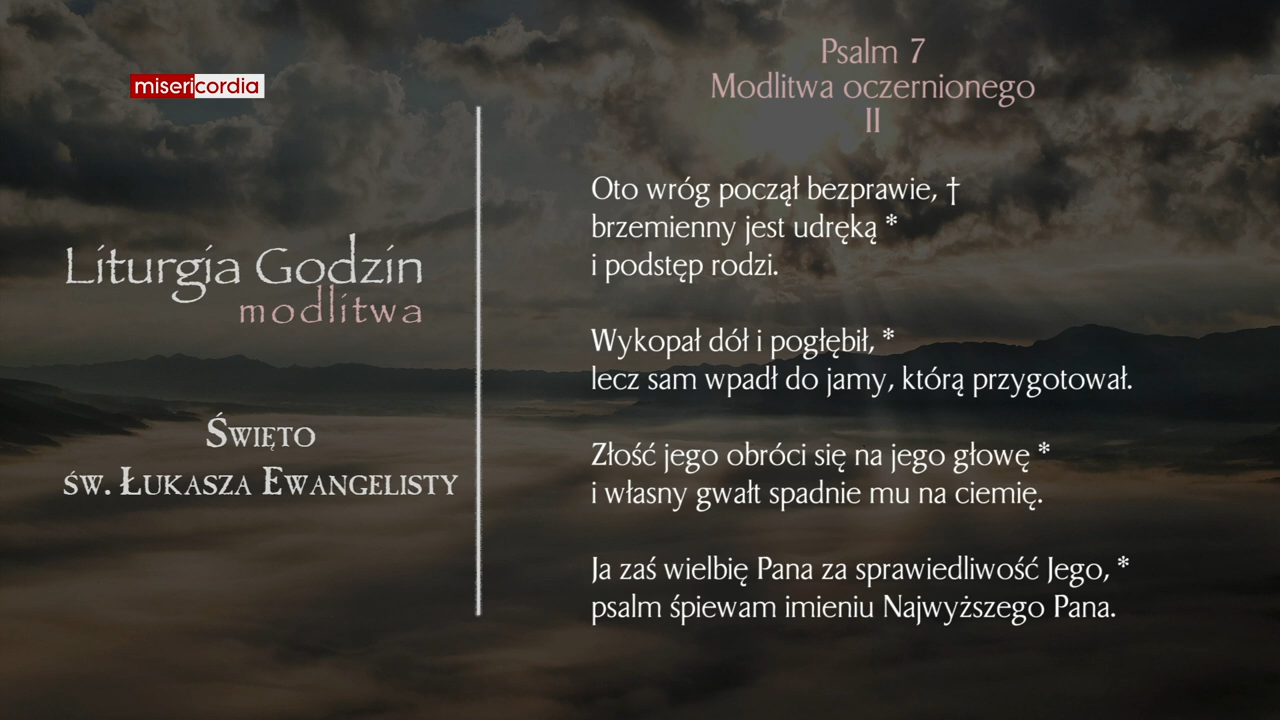 misericordia
Liturgia Godzin
modlitwa
Święto
św. Łukasza Ewangelisty
Psalm 7
Modlitwa oczernionego
II
Oto wróg począł bezprawie, †
brzemienny jest udręką *
i podstęp rodzi.
Wykopał dół i pogłębił, *
lecz sam wpadł do jamy, którą przygotował.
Złość jego obróci się na jego głowę *
i własny gwałt spadnie mu na ciemię.
Ja zaś wielbię Pana za sprawiedliwość Jego, *
psalm śpiewam imieniu Najwyższego Pana.